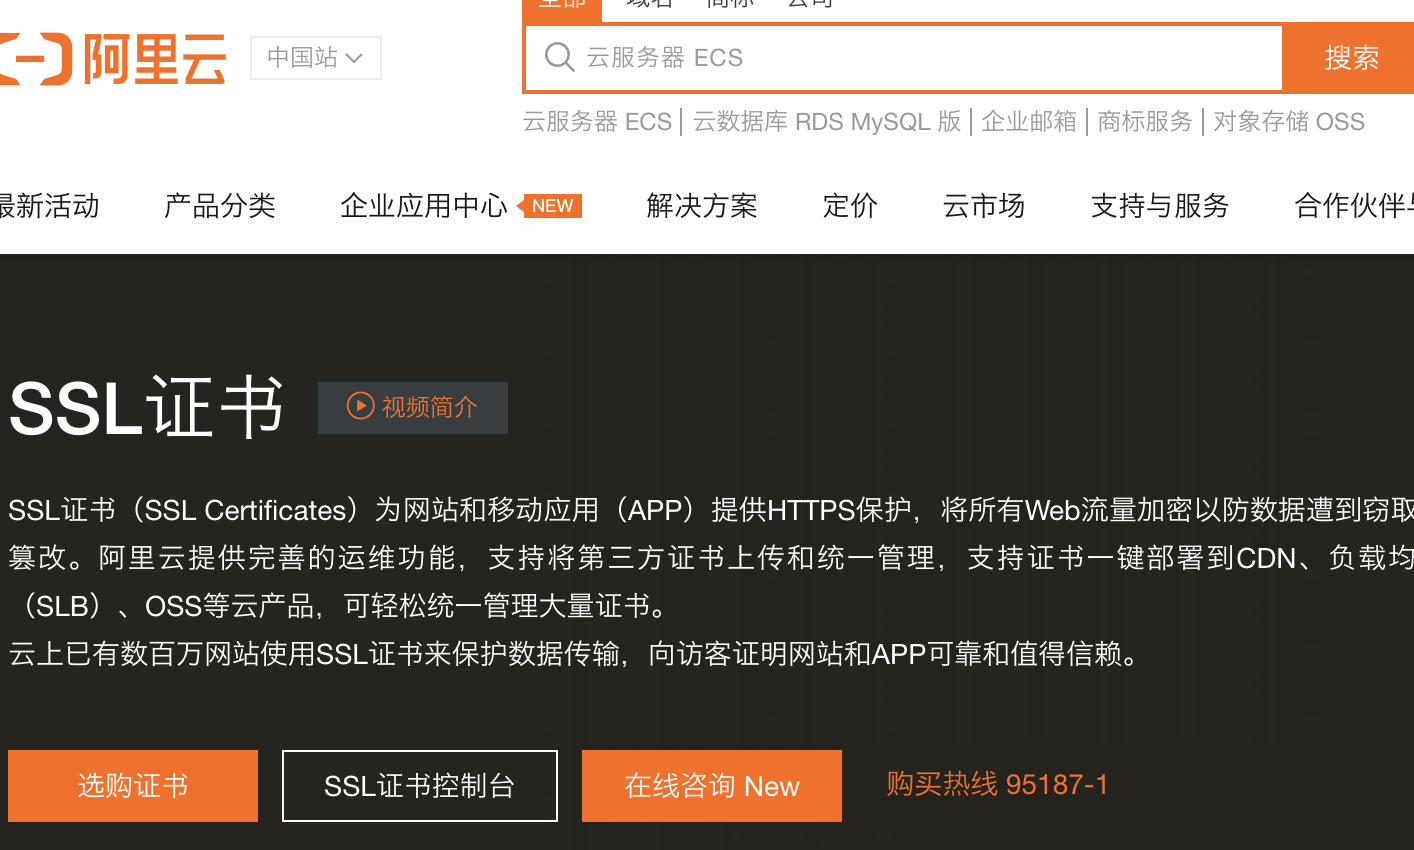 全部 域名 商标 公司
阿里云 中国站
云服务器 ECS
搜索
云服务器 ECS 云数据库 RDS MySQL 版 企业邮箱 商标服务 对象存储 OSS
最新活动 产品分类 企业应用中心 NEW 解决方案 定价 云市场 支持与服务 合作伙伴与
SSL证书 视频简介
SSL证书（SSL Certificates）为网站和移动应用（APP）提供HTTPS保护，将所有Web流量加密以防数据遭到窃取
篡改。阿里云提供完善的运维功能，支持将第三方证书上传和统一管理，支持证书一键部署到CDN、负载均
（SLB）、OSS等云产品，可轻松统一管理大量证书。
云上已有数百万网站使用SSL证书来保护数据传输，向访客证明网站和APP可靠和值得信赖。
选购证书 SSL证书控制台 在线咨询 New 购买热线 95187-1